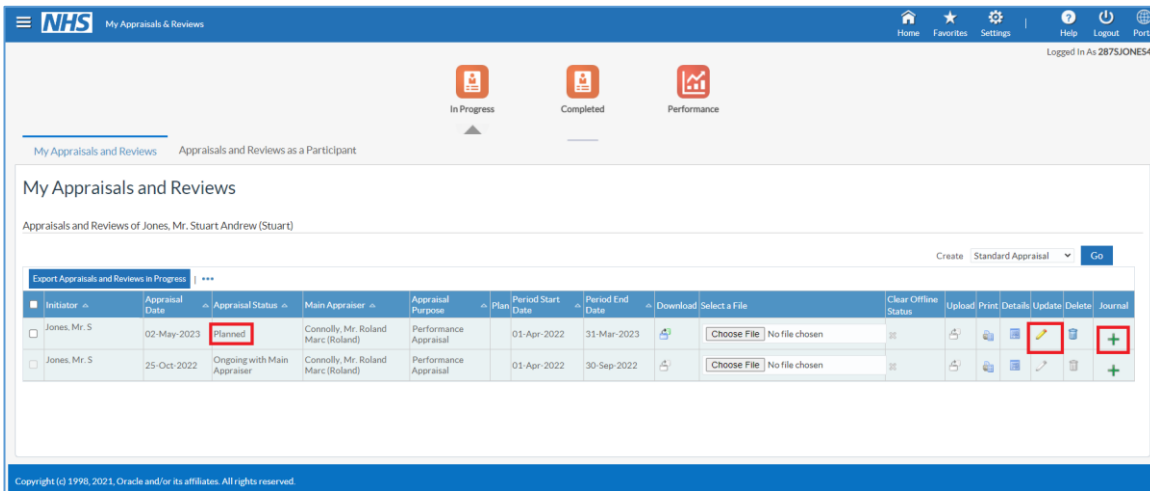 NHS My Appraisals & Reviews Home Favorites Settings Help Logout Port
Logged In As 287SJONES4
In Progress Completed Performance
My Appraisals and Reviews Appraisals and Reviews as a Participant
My Appraisals and Reviews
Appraisals and Reviews of Jones, Mr. Stuart Andrew (Stuart)
Create Standard Appraisal Go
Export Appraisals and Reviews in Progress | •••
Initiator Appraisal Date Appraisal Status Main Appraiser Appraisal Purpose Plan Period Start Date Period End Date Download Select a File Clear Offline Status Upload Print Details Update Delete Journal
Jones, Mr. S 02-May-2023 Planned Connolly, Mr. Roland Marc (Roland) Performance Appraisal 01-Apr-2022 31-Mar-2023 Choose File No file chosen
Jones, Mr. S 25-Oct-2022 Ongoing with Main Appraiser Connolly, Mr. Roland Marc (Roland) Performance Appraisal 01-Apr-2022 30-Sep-2022 Choose File No file chosen
Copyright (c) 1998, 2021, Oracle and/or its affiliates. All rights reserved.